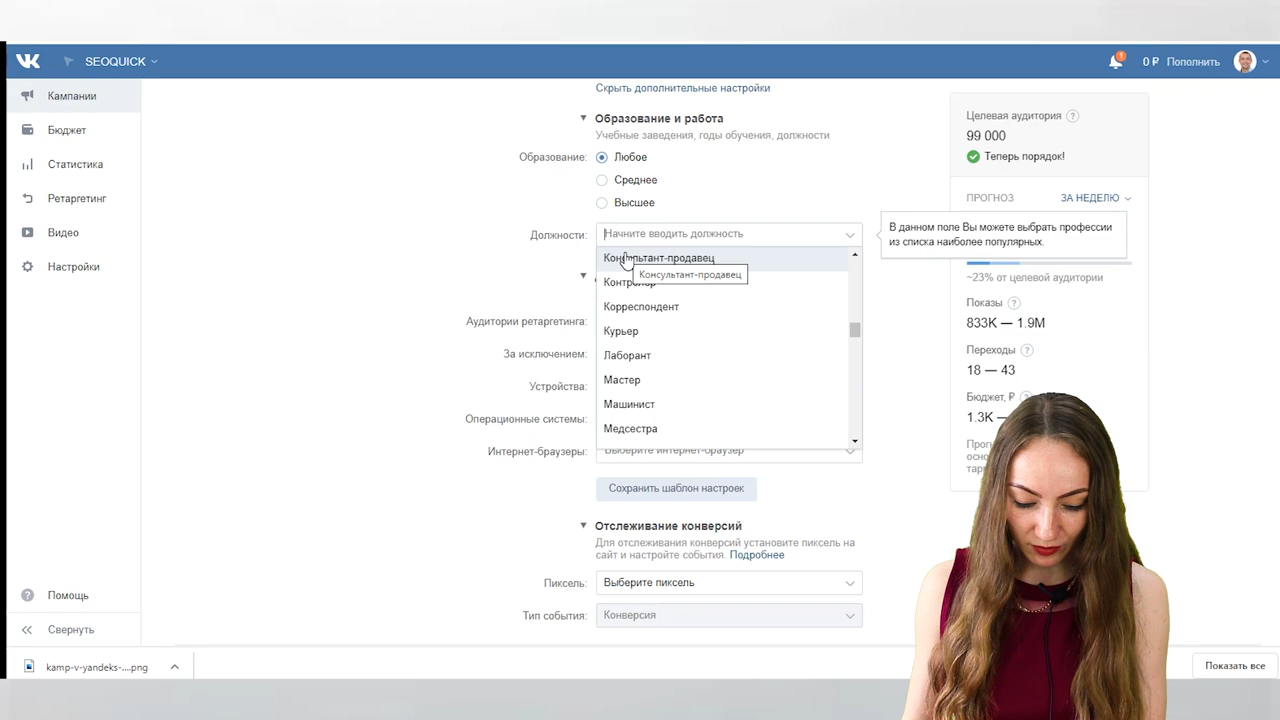 SEOQUICK
1
0 ₽ Пополнить
Кампании
Бюджет
Статистика
Ретаргетинг
Видео
Настройки
Помощь
Свернуть
Скрыть дополнительные настройки
Образование и работа
Учебные заведения, годы обучения, должности
Образование:
Любое
Среднее
Высшее
Должности:
Начните вводить должность
Консультант-продавец
Консультант-продавец
Контролер
Корреспондент
Курьер
Лаборант
Мастер
Машинист
Медсестра
Аудитории ретаргетинга:
За исключением:
Устройства:
Операционные системы:
Интернет-браузеры:
Выберите интернет-браузер
Сохранить шаблон настроек
Отслеживание конверсий
Для отслеживания конверсий установите пиксель на
сайт и настройте события. Подробнее
Пиксель:
Выберите пиксель
Тип события:
Конверсия
Целевая аудитория ?
99 000
Теперь порядок!
ПРОГНОЗ
ЗА НЕДЕЛЮ
В данном поле Вы можете выбрать профессии
из списка наиболее популярных.
~23% от целевой аудитории
Показы ?
833K — 1.9M
Переходы ?
18 — 43
Бюджет, ₽
1.3K —
kamp-v-yandeks-....png
Показать все